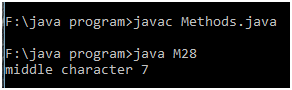 F:\java program>javac Methods.java
F:\java program>java M28
middle character 7